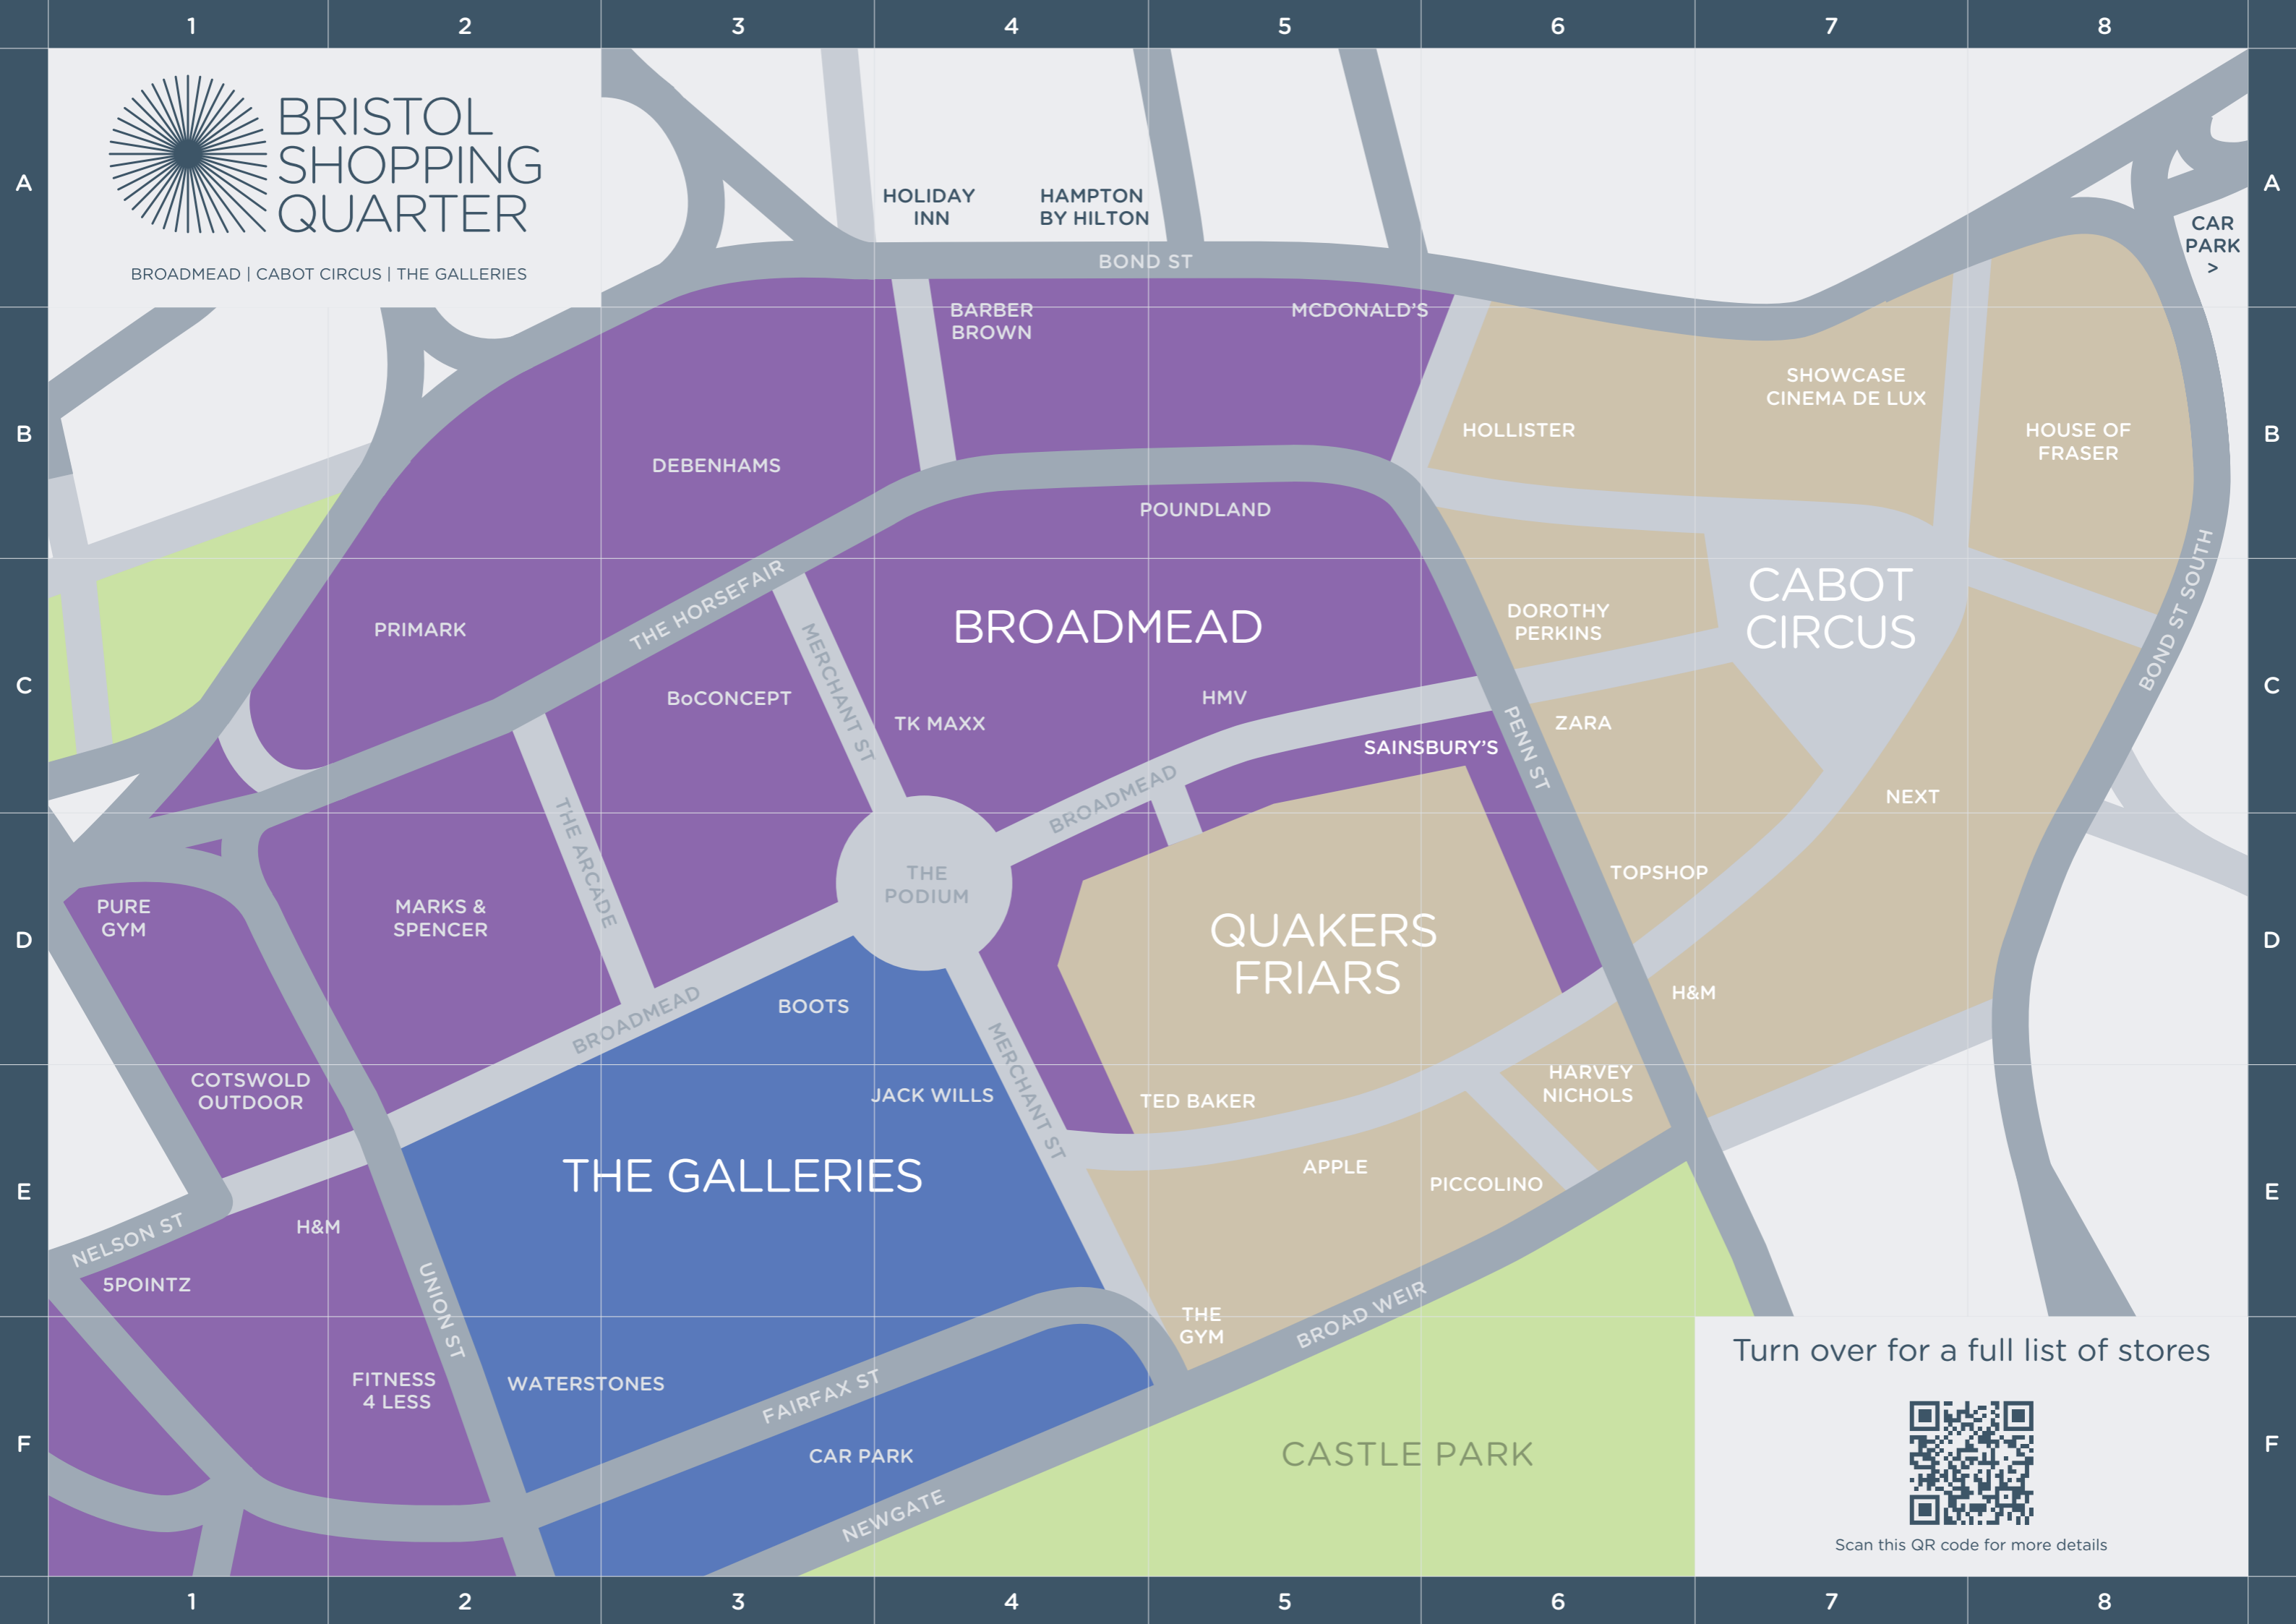 1 2 3 4 5 6 7 8
BRISTOL
SHOPPING
QUARTER
BROADMEAD | CABOT CIRCUS | THE GALLERIES
A
A
HOLIDAY
INN
HAMPTON
BY HILTON
CAR
PARK
>
BOND ST
BARBER
BROWN
MCDONALD'S
SHOWCASE
CINEMA DE LUX
B
HOLLISTER
HOUSE OF
FRASER
B
DEBENHAMS
POUNDLAND
THE HORSEFAIR
BROADMEAD
CABOT
CIRCUS
DOROTHY
PERKINS
BOND ST SOUTH
PRIMARK
MERCHANT ST
C
BoCONCEPT
HMV
C
TK MAXX
ZARA
PENN ST
SAINSBURY'S
BROADMEAD
NEXT
THE ARCADE
THE
PODIUM
TOPSHOP
PURE
GYM
MARKS &
SPENCER
QUAKERS
FRIARS
D
D
BOOTS
H&M
BROADMEAD
MERCHANT ST
COTSWOLD
OUTDOOR
JACK WILLS
TED BAKER
HARVEY
NICHOLS
THE GALLERIES
APPLE
PICCOLINO
E
E
NELSON ST
H&M
5POINTZ
UNION ST
THE
GYM
BROAD WEIR
Turn over for a full list of stores
FITNESS
4 LESS
WATERSTONES
FAIRFAX ST
F
CAR PARK
CASTLE PARK
F
NEWGATE
Scan this QR code for more details
1 2 3 4 5 6 7 8